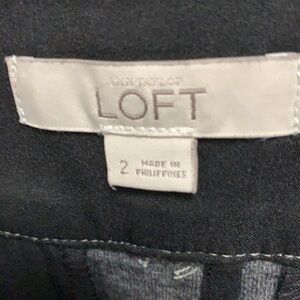 ANN TAYLOR
LOFT
2 MADE IN
PHILIPPINES